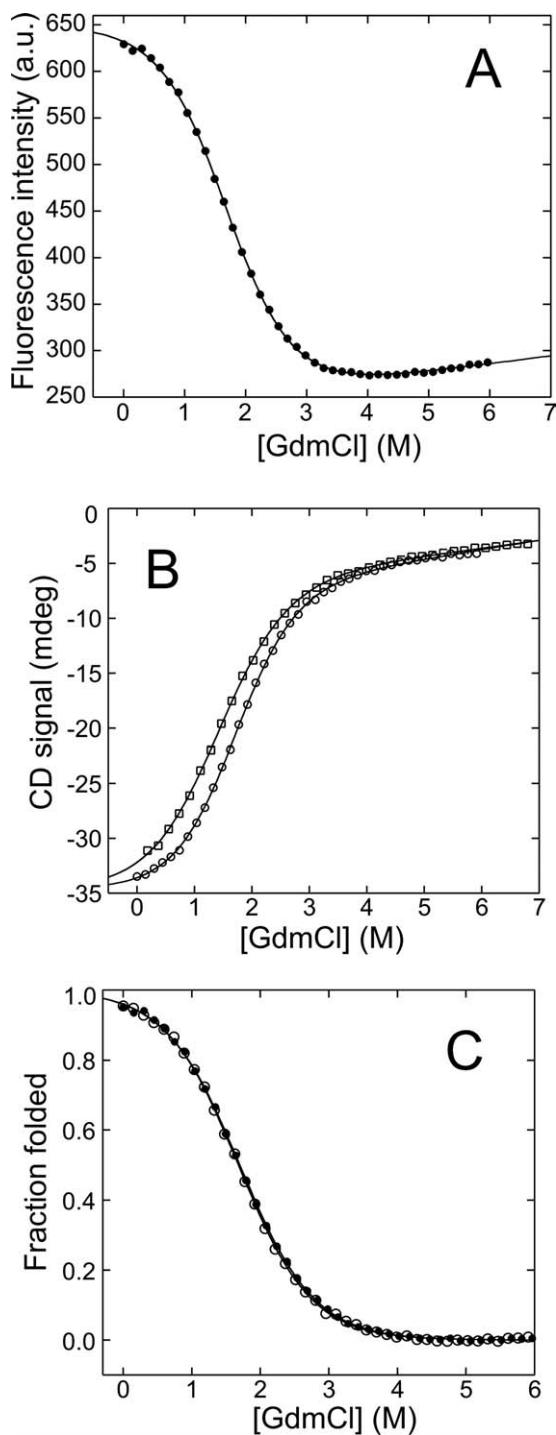 A
Fluorescence intensity (a.u.)
650
600
550
500
450
400
350
300
250
0 1 2 3 4 5 6 7
[GdmCl] (M)
B
CD signal (mdeg)
0
-5
-10
-15
-20
-25
-30
-35
0 1 2 3 4 5 6 7
[GdmCl] (M)
C
Fraction folded
1.0
0.8
0.6
0.4
0.2
0.0
0 1 2 3 4 5 6
[GdmCl] (M)